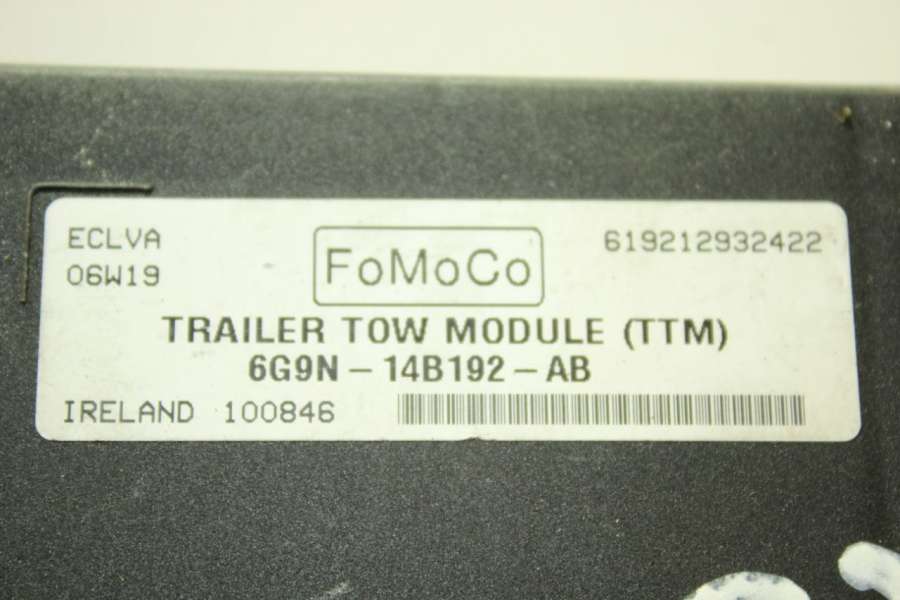 ECLVA
06W19
FoMoCo
619212932422
TRAILER TOW MODULE (TTM)
6G9N-14B192-AB
IRELAND 100846